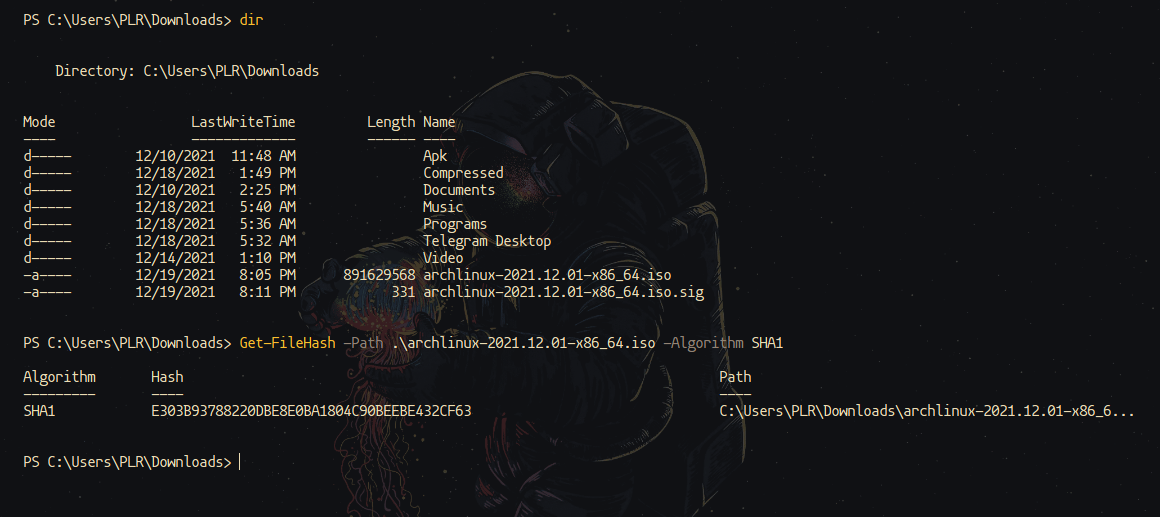 PS C:\Users\PLR\Downloads> dir
Directory: C:\Users\PLR\Downloads
Mode LastWriteTime Length Name
---- ------------- ------ ----
d----- 12/10/2021 11:48 AM Apk
d----- 12/18/2021 1:49 PM Compressed
d----- 12/10/2021 2:25 PM Documents
d----- 12/18/2021 5:40 AM Music
d----- 12/18/2021 5:36 AM Programs
d----- 12/18/2021 5:32 AM Telegram Desktop
d----- 12/14/2021 1:10 PM Video
-a---- 12/19/2021 8:05 PM 891629568 archlinux-2021.12.01-x86_64.iso
-a---- 12/19/2021 8:11 PM 331 archlinux-2021.12.01-x86_64.iso.sig
PS C:\Users\PLR\Downloads> Get-FileHash -Path .\archlinux-2021.12.01-x86_64.iso -Algorithm SHA1
Algorithm Hash Path
--------- ---- ----
SHA1 E303B93788220DBE8E0BA1804C90BEEBE432CF63 C:\Users\PLR\Downloads\archlinux-2021.12.01-x86_6...
PS C:\Users\PLR\Downloads>